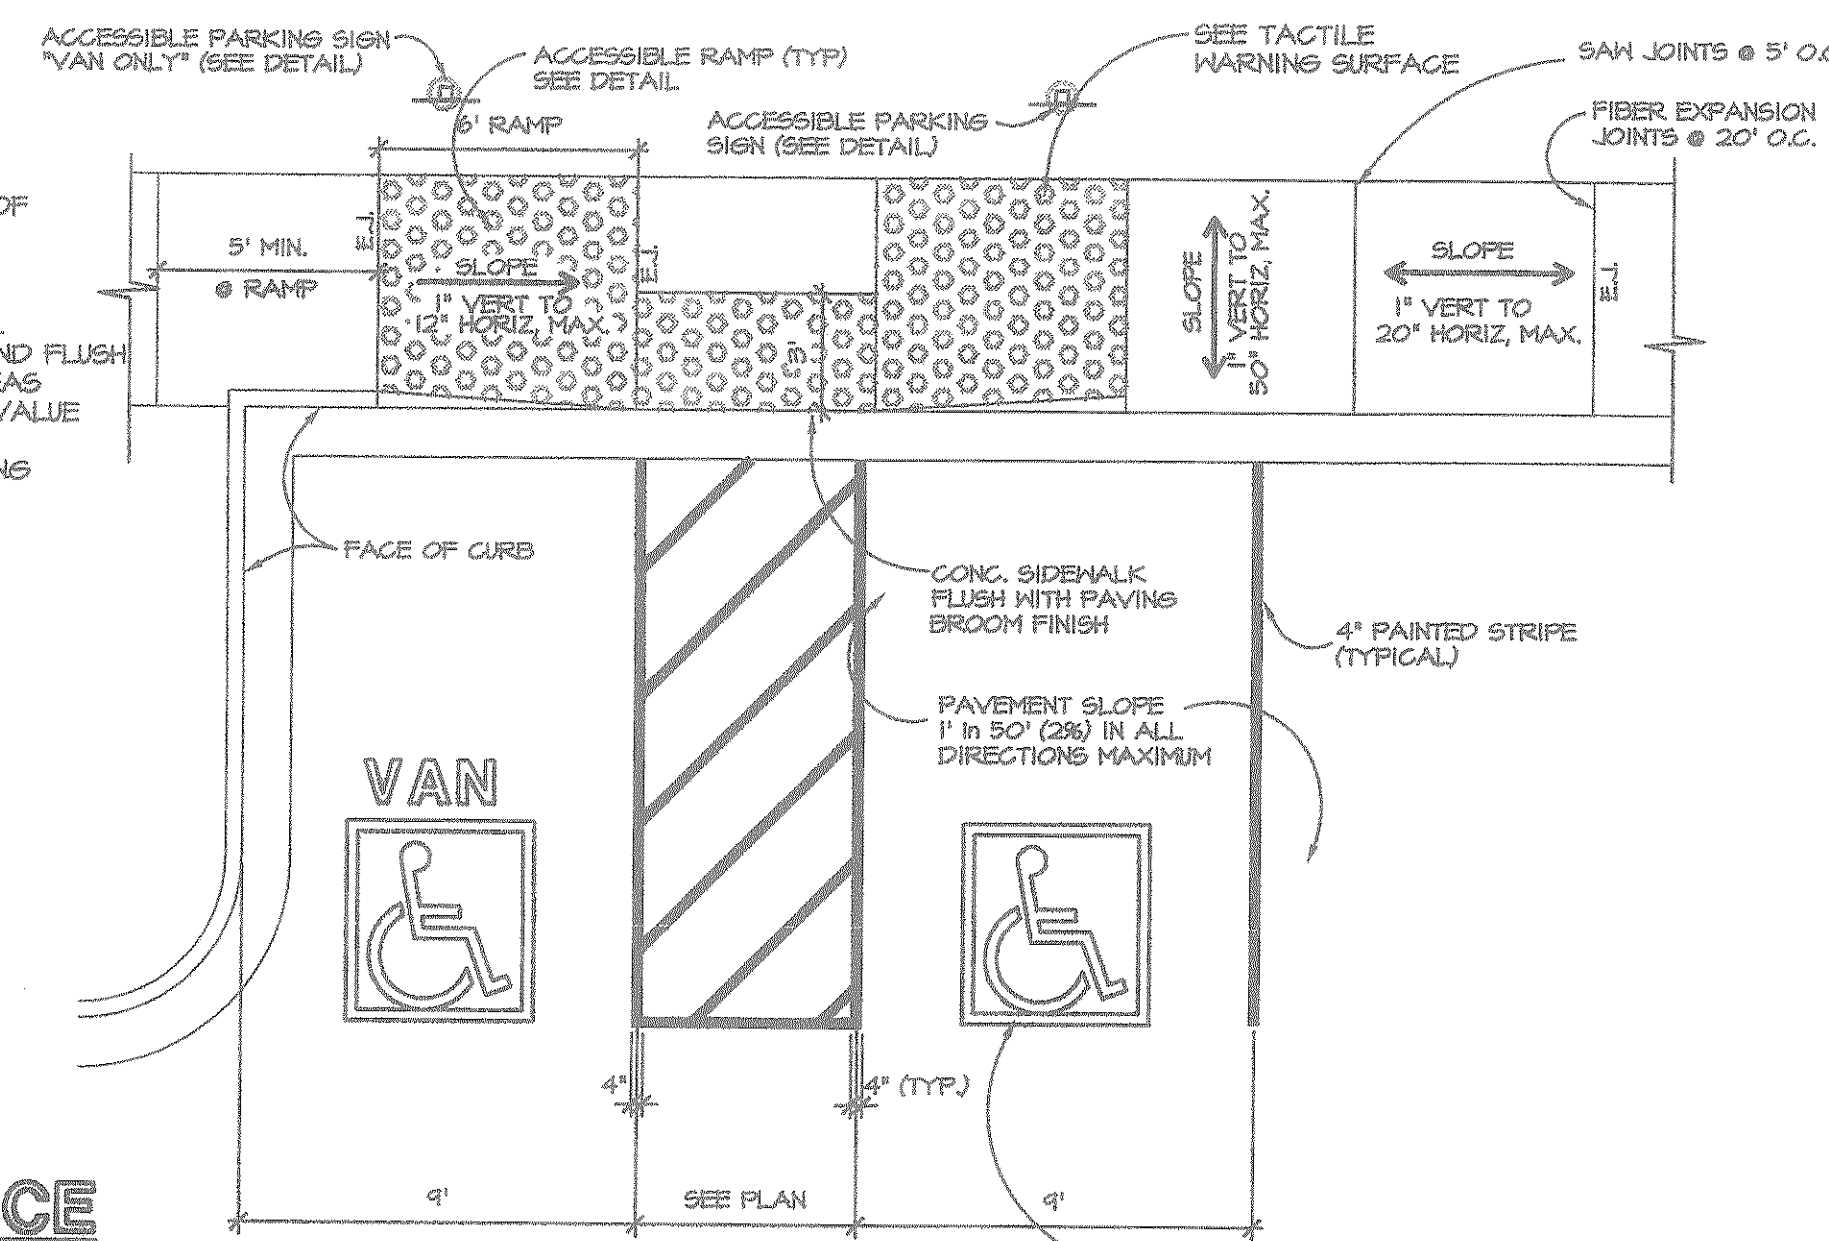 ACCESSIBLE PARKING SIGN
"VAN ONLY" (SEE DETAIL)
ACCESSIBLE RAMP (TYP)
SEE DETAIL
SEE TACTILE
WARNING SURFACE
SAW JOINTS @ 5' O.C
FIBER EXPANSION
JOINTS @ 20' O.C.
6' RAMP
ACCESSIBLE PARKING
SIGN (SEE DETAIL)
OF
5' MIN.
@ RAMP
E.J.
SLOPE
1" VERT TO
12" HORIZ, MAX.
E.J.
3'
SLOPE
1" VERT TO
50" HORIZ, MAX.
SLOPE
1" VERT TO
20" HORIZ, MAX.
E.J.
ND FLUSH
EAS
VALUE
NG
FACE OF CURB
CONC. SIDEWALK
FLUSH WITH PAVING
BROOM FINISH
4" PAINTED STRIPE
(TYPICAL)
PAVEMENT SLOPE
1' in 50' (2%) IN ALL
DIRECTIONS MAXIMUM
VAN
4"
4" (TYP.)
9'
SEE PLAN
9'
CE